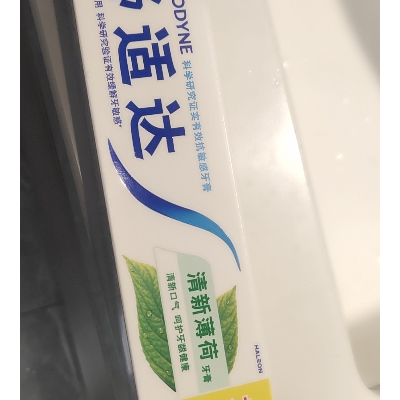 ODYNE
适达
科学研究证实有效抗敏感牙膏
用 科学研究验证有效缓解牙敏感*
清新薄荷 牙膏
清新口气 呵护牙龈健康
HALEON